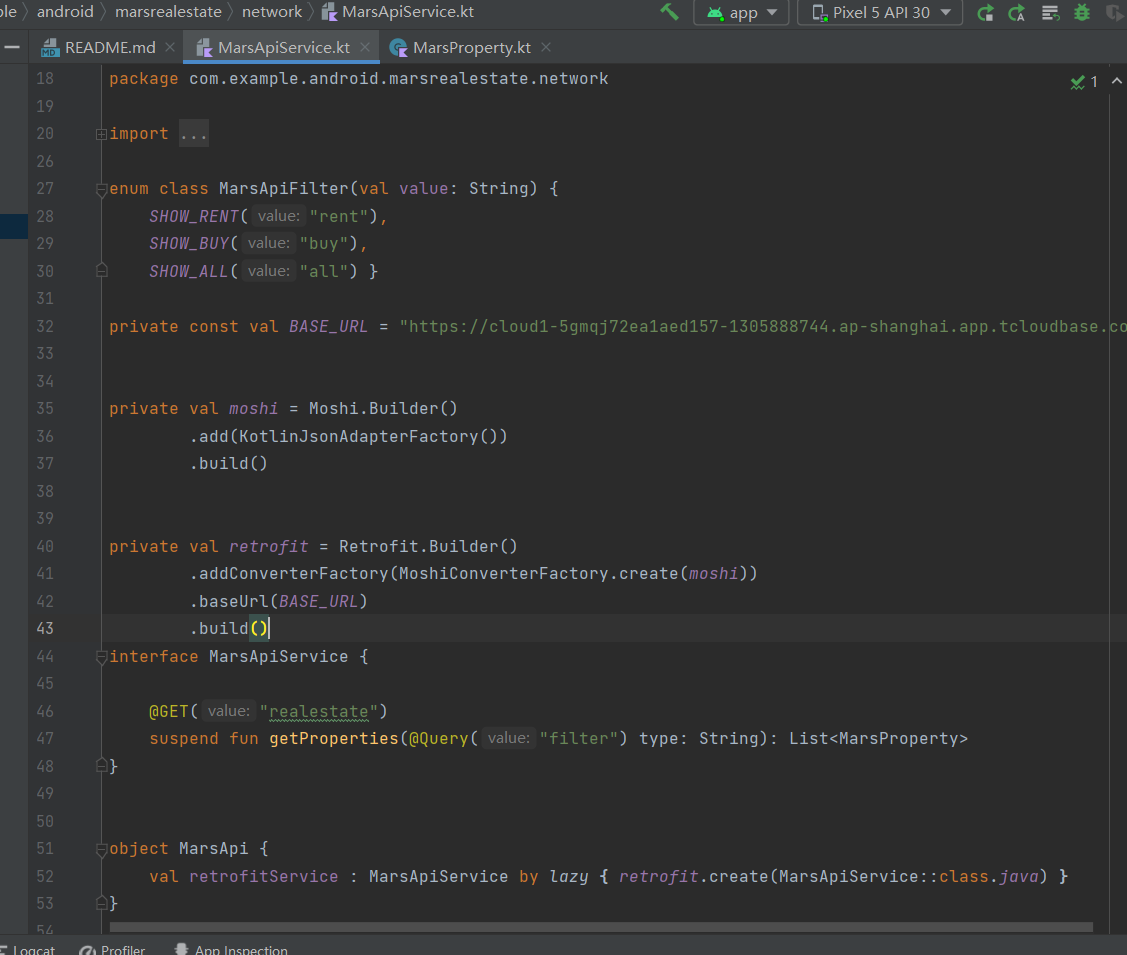 ple › android › marsrealestate › network › MarsApiService.kt app Pixel 5 API 30
README.md MarsApiService.kt MarsProperty.kt
18 package com.example.android.marsrealestate.network 1
19
20 import ...
26
27 enum class MarsApiFilter(val value: String) {
28 SHOW_RENT( value: "rent"),
29 SHOW_BUY( value: "buy"),
30 SHOW_ALL( value: "all") }
31
32 private const val BASE_URL = "https://cloud1-5gmqj72ea1aed157-1305888744.ap-shanghai.app.tcloudbase.co
33
34
35 private val moshi = Moshi.Builder()
36 .add(KotlinJsonAdapterFactory())
37 .build()
38
39
40 private val retrofit = Retrofit.Builder()
41 .addConverterFactory(MoshiConverterFactory.create(moshi))
42 .baseUrl(BASE_URL)
43 .build()
44 interface MarsApiService {
45
46 @GET( value: "realestate")
47 suspend fun getProperties(@Query( value: "filter") type: String): List<MarsProperty>
48 }
49
50
51 object MarsApi {
52 val retrofitService : MarsApiService by lazy { retrofit.create(MarsApiService::class.java) }
53 }
54
Logcat Profiler App Inspection